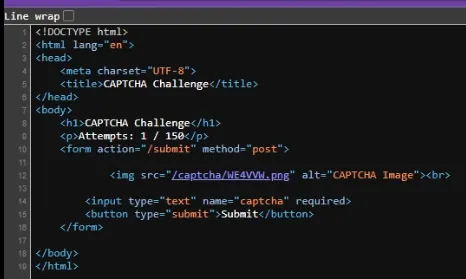 Line wrap
1 <!DOCTYPE html>
2 <html lang="en">
3 <head>
4 <meta charset="UTF-8">
5 <title>CAPTCHA Challenge</title>
6 </head>
7 <body>
8 <h1>CAPTCHA Challenge</h1>
9 <p>Attempts: 1 / 150</p>
10 <form action="/submit" method="post">
11
12 <img src="/captcha/WE4VVW.png" alt="CAPTCHA Image"><br>
13
14 <input type="text" name="captcha" required>
15 <button type="submit">Submit</button>
16 </form>
17
18 </body>
19 </html>